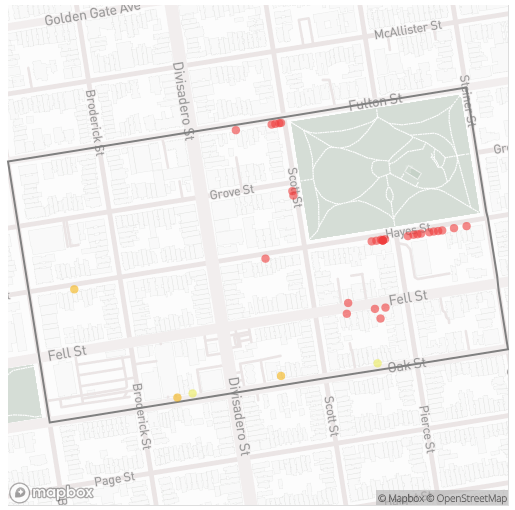 Golden Gate Ave
McAllister St
Steiner St
Broderick St
Divisadero St
Fulton St
Gro
Grove St
Scott St
Hayes St
Fell St
Fell St
Oak St
Broderick St
Divisadero St
Scott St
Pierce St
Page St
mapbox
© Mapbox © OpenStreetMap